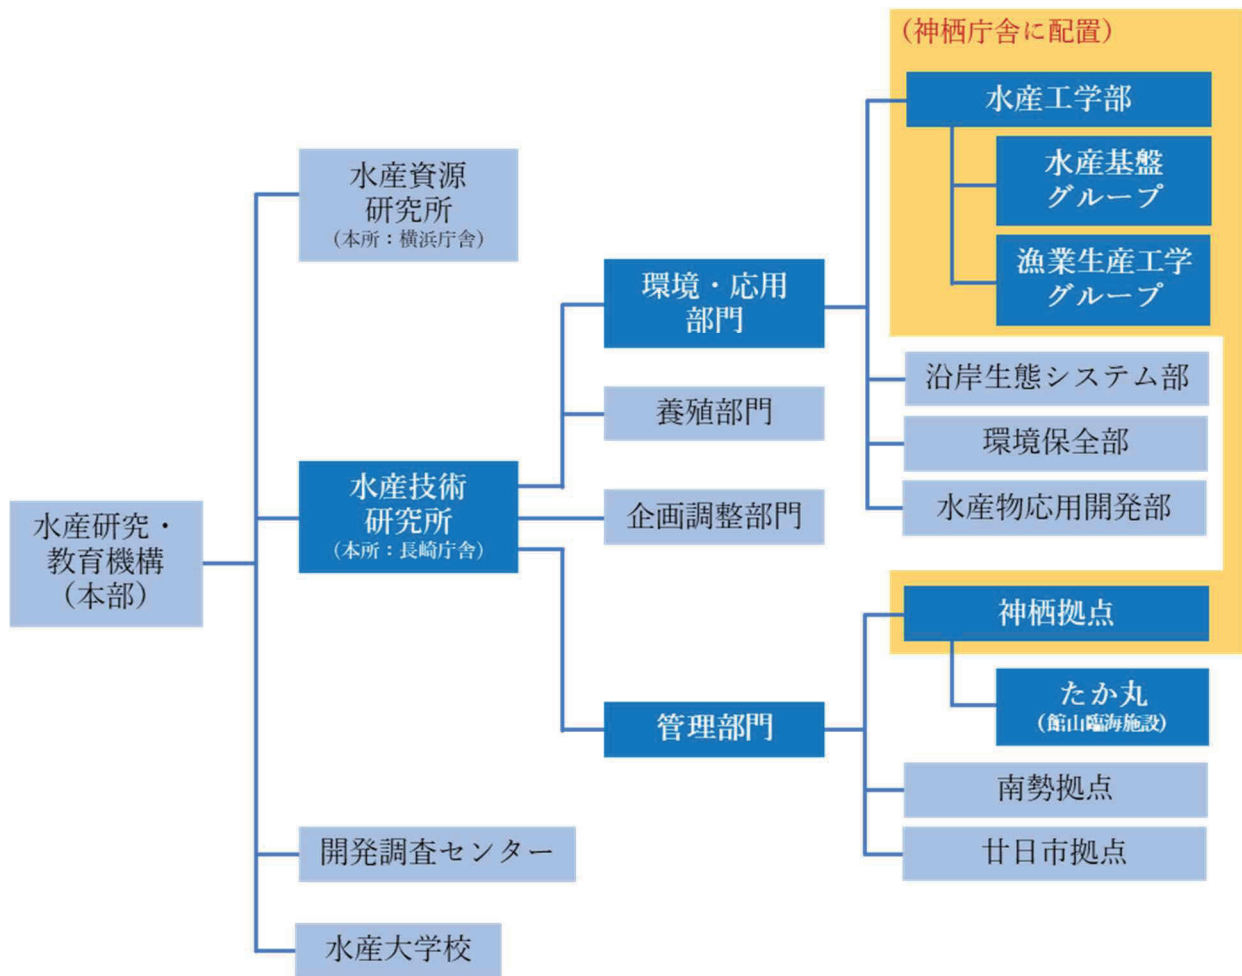 (神栖庁舎に配置)
水産工学部
水産基盤
グループ
漁業生産工学
グループ
水産資源
研究所
(本所：横浜庁舎)
環境・応用
部門
沿岸生態システム部
養殖部門
環境保全部
水産技術
研究所
(本所：長崎庁舎)
企画調整部門
水産物応用開発部
水産研究・
教育機構
(本部)
神栖拠点
たか丸
(館山臨海施設)
管理部門
南勢拠点
開発調査センター
廿日市拠点
水産大学校